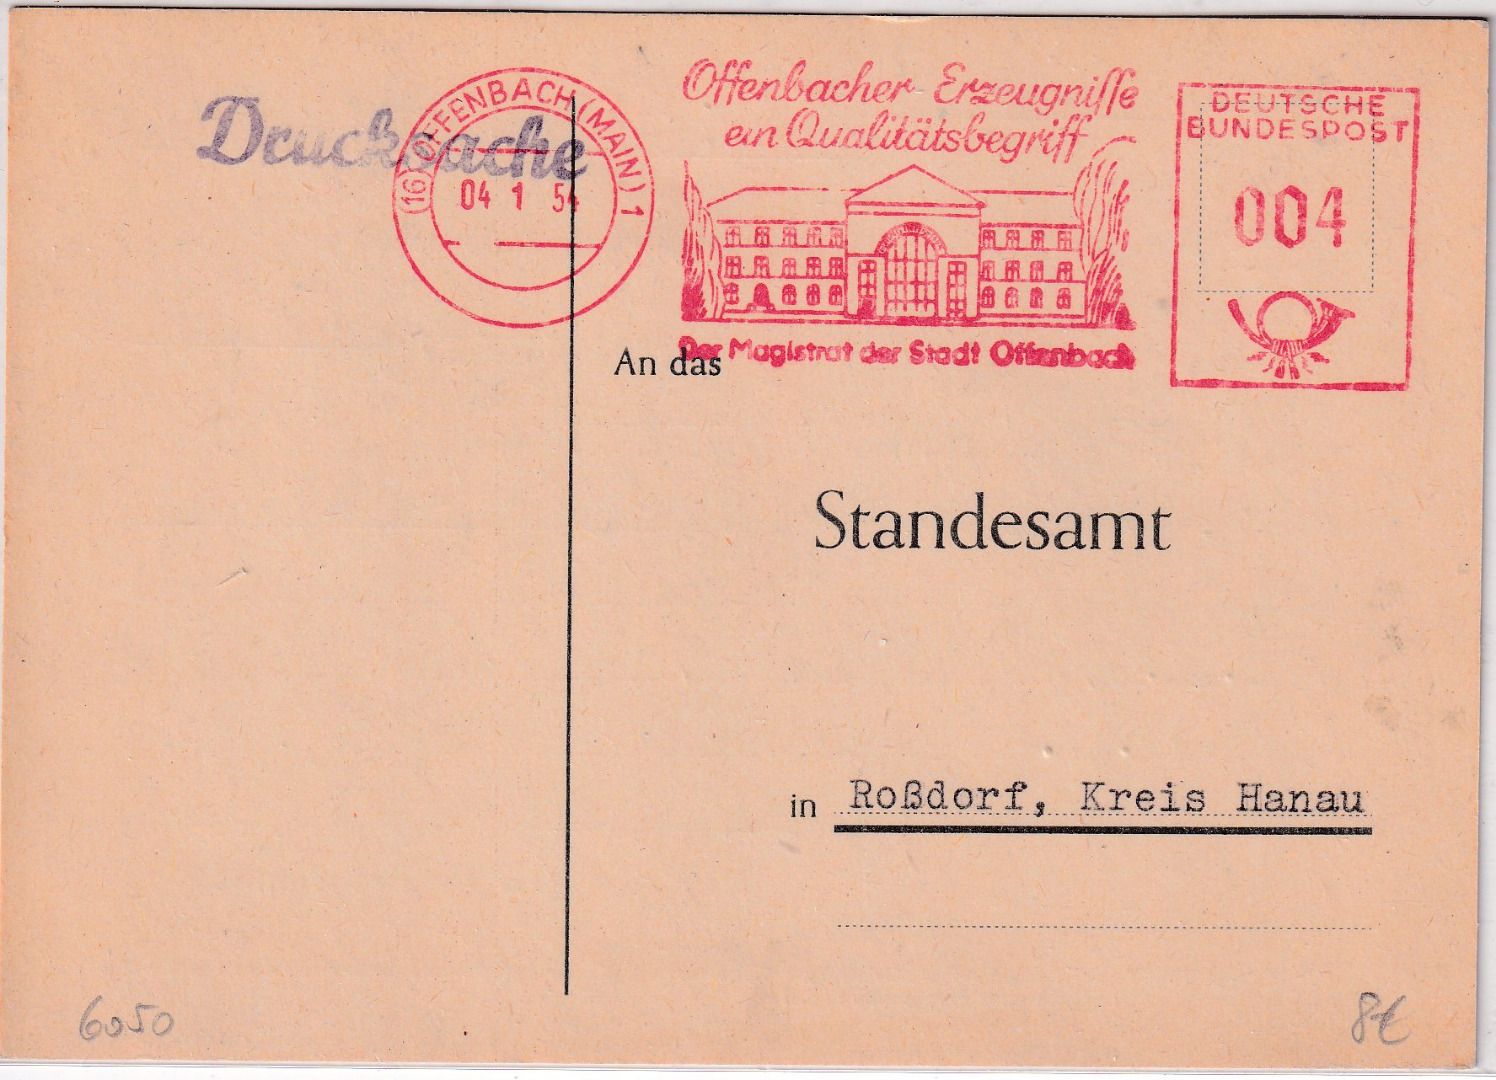 Drucksache
(16) OFFENBACH (MAIN) 1
04 1 54
Offenbacher Erzeugnisse
ein Qualitätsbegriff
Der Magistrat der Stadt Offenbach
DEUTSCHE
BUNDESPOST
004
An das
Standesamt
in Roßdorf, Kreis Hanau
6050
8€